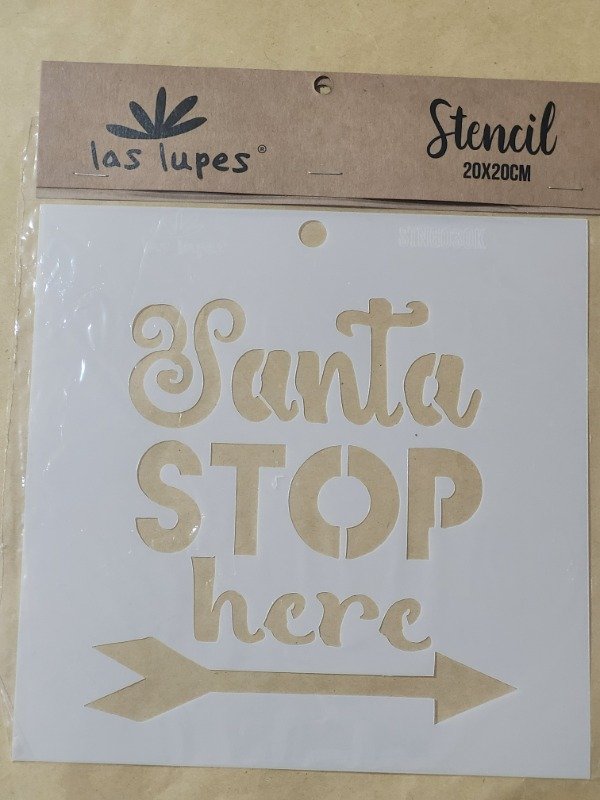 las lupes®
Stencil
20X20CM
Santa
STOP
here